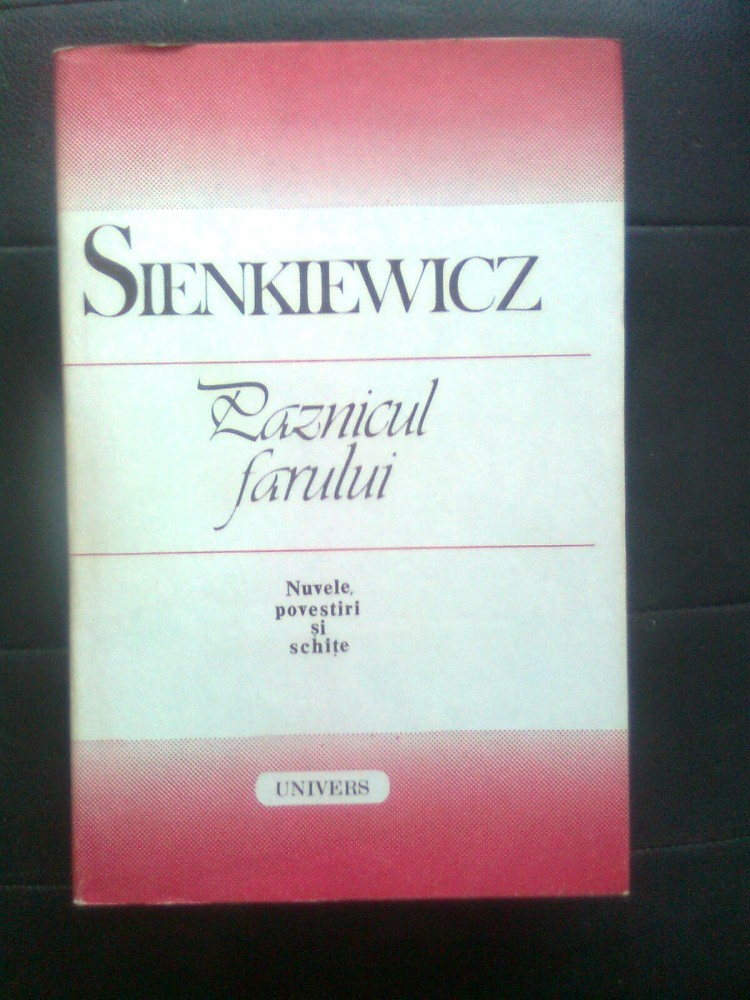 SIENKIEWICZ
Paznicul
farului
Nuvele,
povestiri
și
schițe
UNIVERS